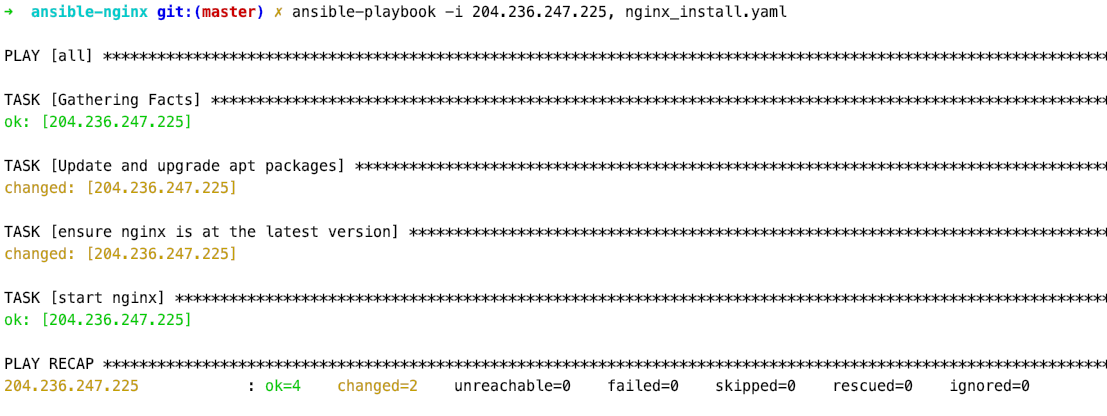 ➜  ansible-nginx git:(master) ✗ ansible-playbook -i 204.236.247.225, nginx_install.yaml
PLAY [all] ****************************************************************************************************************
TASK [Gathering Facts] ****************************************************************************************************
ok: [204.236.247.225]
TASK [Update and upgrade apt packages] ************************************************************************************
changed: [204.236.247.225]
TASK [ensure nginx is at the latest version] ******************************************************************************
changed: [204.236.247.225]
TASK [start nginx] ********************************************************************************************************
ok: [204.236.247.225]
PLAY RECAP ****************************************************************************************************************
204.236.247.225            : ok=4    changed=2    unreachable=0    failed=0    skipped=0    rescued=0    ignored=0